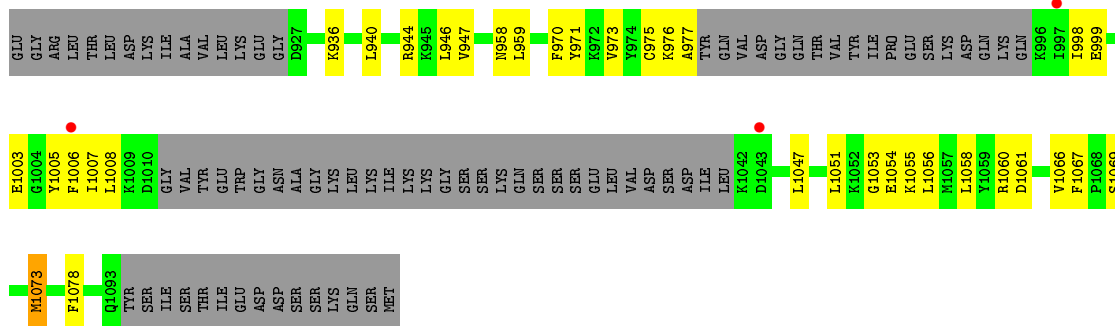 GLU GLY ARG LEU THR LEU ASP LYS ILE ALA VAL LEU LYS GLU GLY D927 K936 L940 R944 K945 L946 V947 N958 L959 F970 Y971 K972 V973 Y974 C975 K976 A977 TYR GLN VAL ASP GLY GLN THR VAL TYR ILE PRO GLU SER LYS ASP GLN LYS GLN K996 I997 I998 E999
E1003 G1004 Y1005 F1006 I1007 L1008 K1009 D1010 GLY VAL TYR GLU TRP GLY ASN ALA GLY LYS LEU LYS ILE LYS LYS GLY SER SER LYS GLN SER SER SER GLU LEU VAL ASP SER ASP ILE LEU K1042 D1043 L1047 L1051 K1052 G1053 E1054 K1055 L1056 M1057 L1058 Y1059 R1060 D1061 V1066 F1067 P1068 S1069
M1073 F1078 Q1093 TYR SER ILE SER THR ILE GLU ASP ASP SER SER LYS GLN SER MET